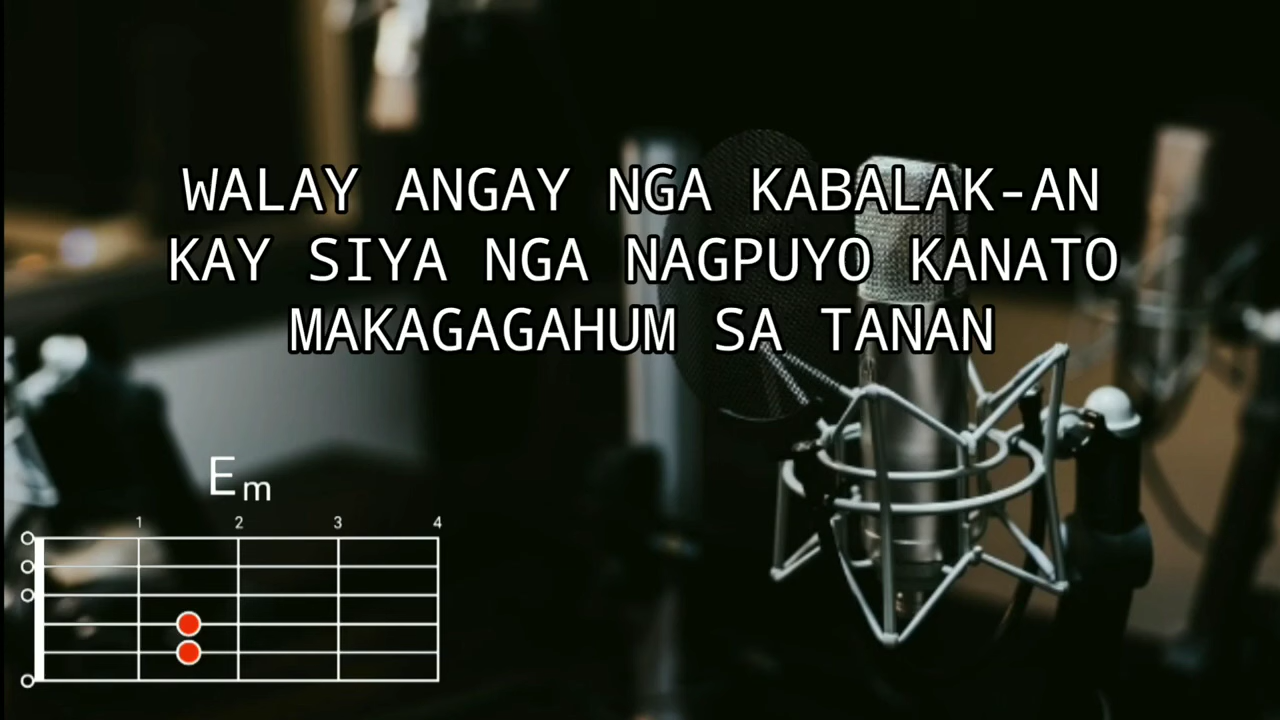 WALAY ANGAY NGA KABALAK-AN
KAY SIYA NGA NAGPUYO KANATO
MAKAGAGAHUM SA TANAN
Em
1 2 3 4